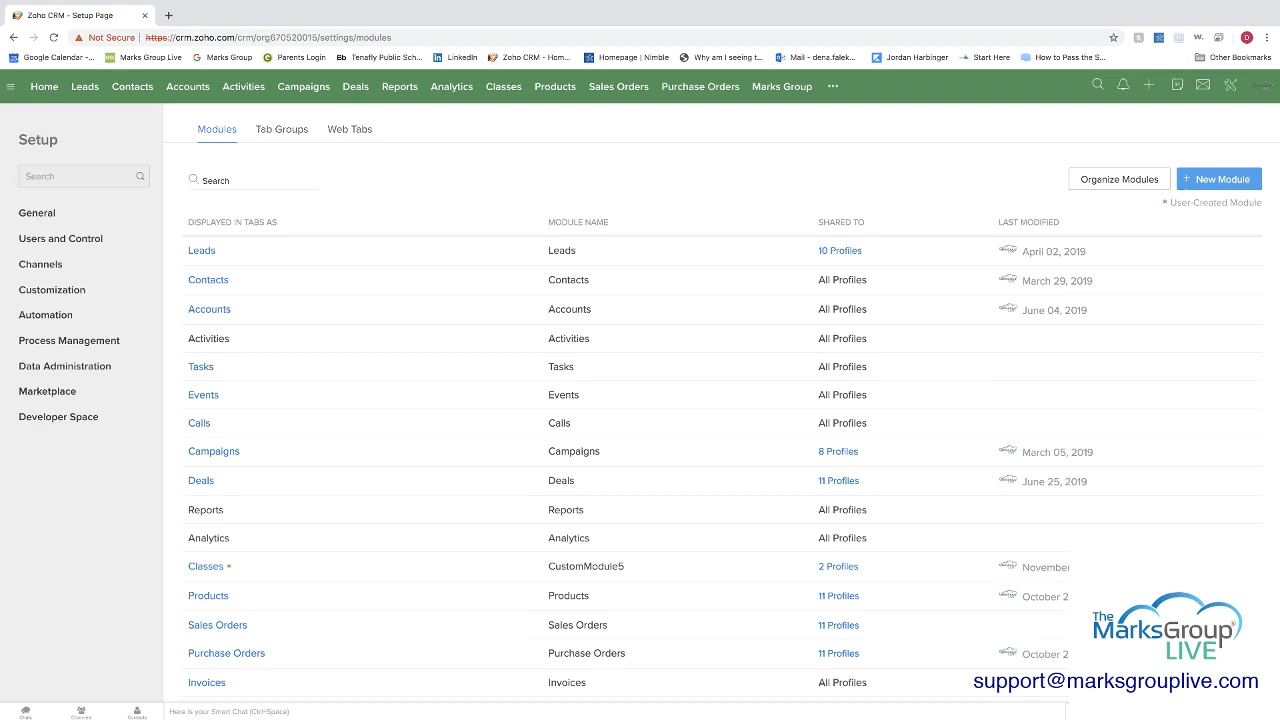 Zoho CRM - Setup Page
Not Secure https://crm.zoho.com/crm/org670520015/settings/modules
Google Calendar -... Marks Group Live Marks Group Parents Login Bb Tenafly Public Sch... LinkedIn Zoho CRM - Hom... Homepage | Nimble Why am I seeing t... Mail - dena.falek... Jordan Harbinger Start Here How to Pass the S... Other Bookmarks
Home Leads Contacts Accounts Activities Campaigns Deals Reports Analytics Classes Products Sales Orders Purchase Orders Marks Group •••
Setup
Search
General
Users and Control
Channels
Customization
Automation
Process Management
Data Administration
Marketplace
Developer Space
Modules Tab Groups Web Tabs
Search
Organize Modules + New Module
* User-Created Module
DISPLAYED IN TABS AS MODULE NAME SHARED TO LAST MODIFIED
Leads Leads 10 Profiles April 02, 2019
Contacts Contacts All Profiles March 29, 2019
Accounts Accounts All Profiles June 04, 2019
Activities Activities All Profiles
Tasks Tasks All Profiles
Events Events All Profiles
Calls Calls All Profiles
Campaigns Campaigns 8 Profiles March 05, 2019
Deals Deals 11 Profiles June 25, 2019
Reports Reports All Profiles
Analytics Analytics All Profiles
Classes * CustomModule5 2 Profiles November
Products Products 11 Profiles October 2
Sales Orders Sales Orders 11 Profiles
Purchase Orders Purchase Orders 11 Profiles October 2
Invoices Invoices All Profiles
The MarksGroup®
LIVE
support@marksgrouplive.com
Chats Channels Contacts Here is your Smart Chat (Ctrl+Space)